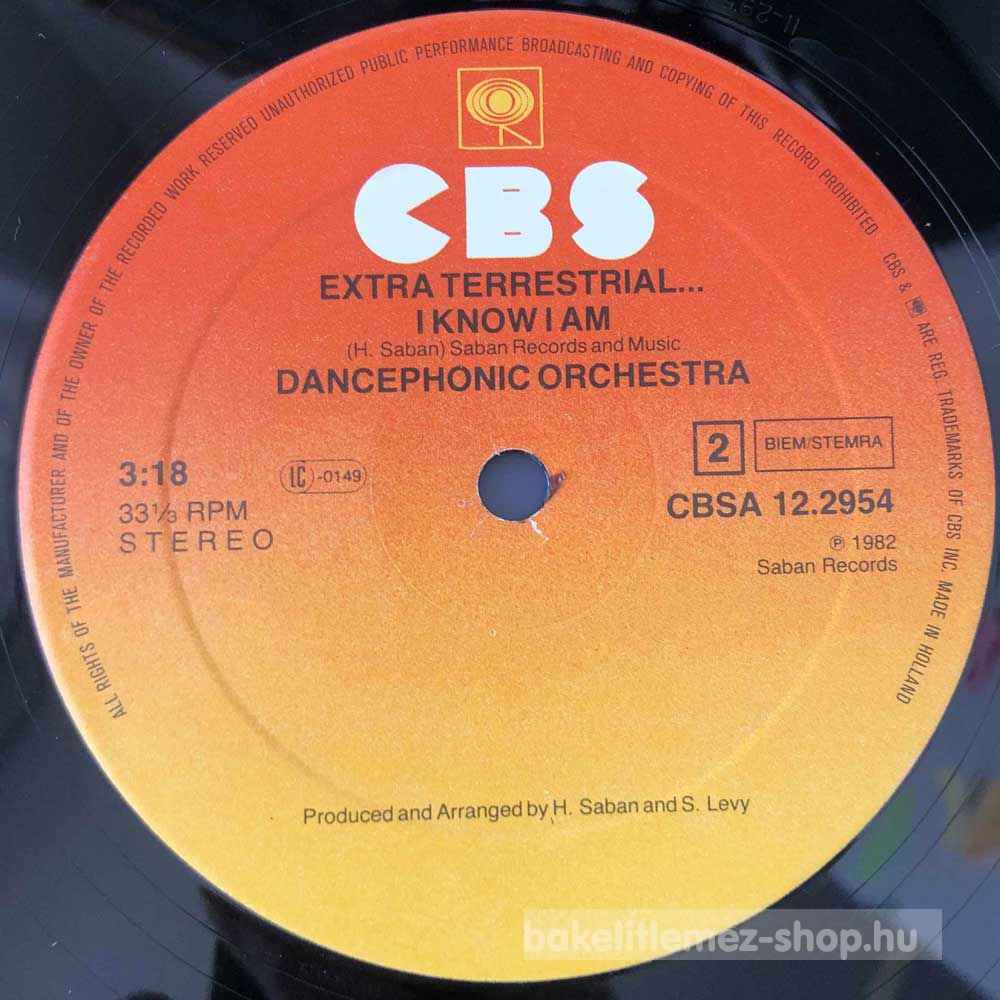 ALL RIGHTS OF THE MANUFACTURER AND OF THE OWNER OF THE RECORDED WORK RESERVED UNAUTHORIZED PUBLIC PERFORMANCE BROADCASTING AND COPYING OF THIS RECORD PROHIBITED CBS & ARE REG. TRADEMARKS OF CBS INC. MADE IN HOLLAND
CBS
EXTRA TERRESTRIAL...
I KNOW I AM
(H. Saban) Saban Records and Music
DANCEPHONIC ORCHESTRA
3:18
LC -0149
2
BIEM/STEMRA
33⅓ RPM
CBSA 12.2954
STEREO
℗ 1982
Saban Records
Produced and Arranged by H. Saban and S. Levy
bakelitlemez-shop.hu